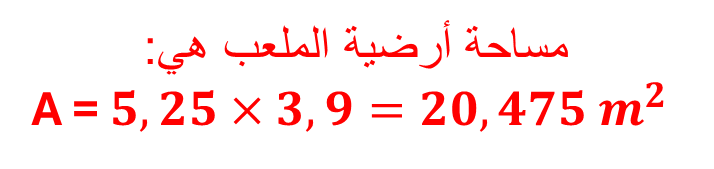 مساحة أرضية الملعب هي:
A = 5,25 × 3,9 = 20,475 m²